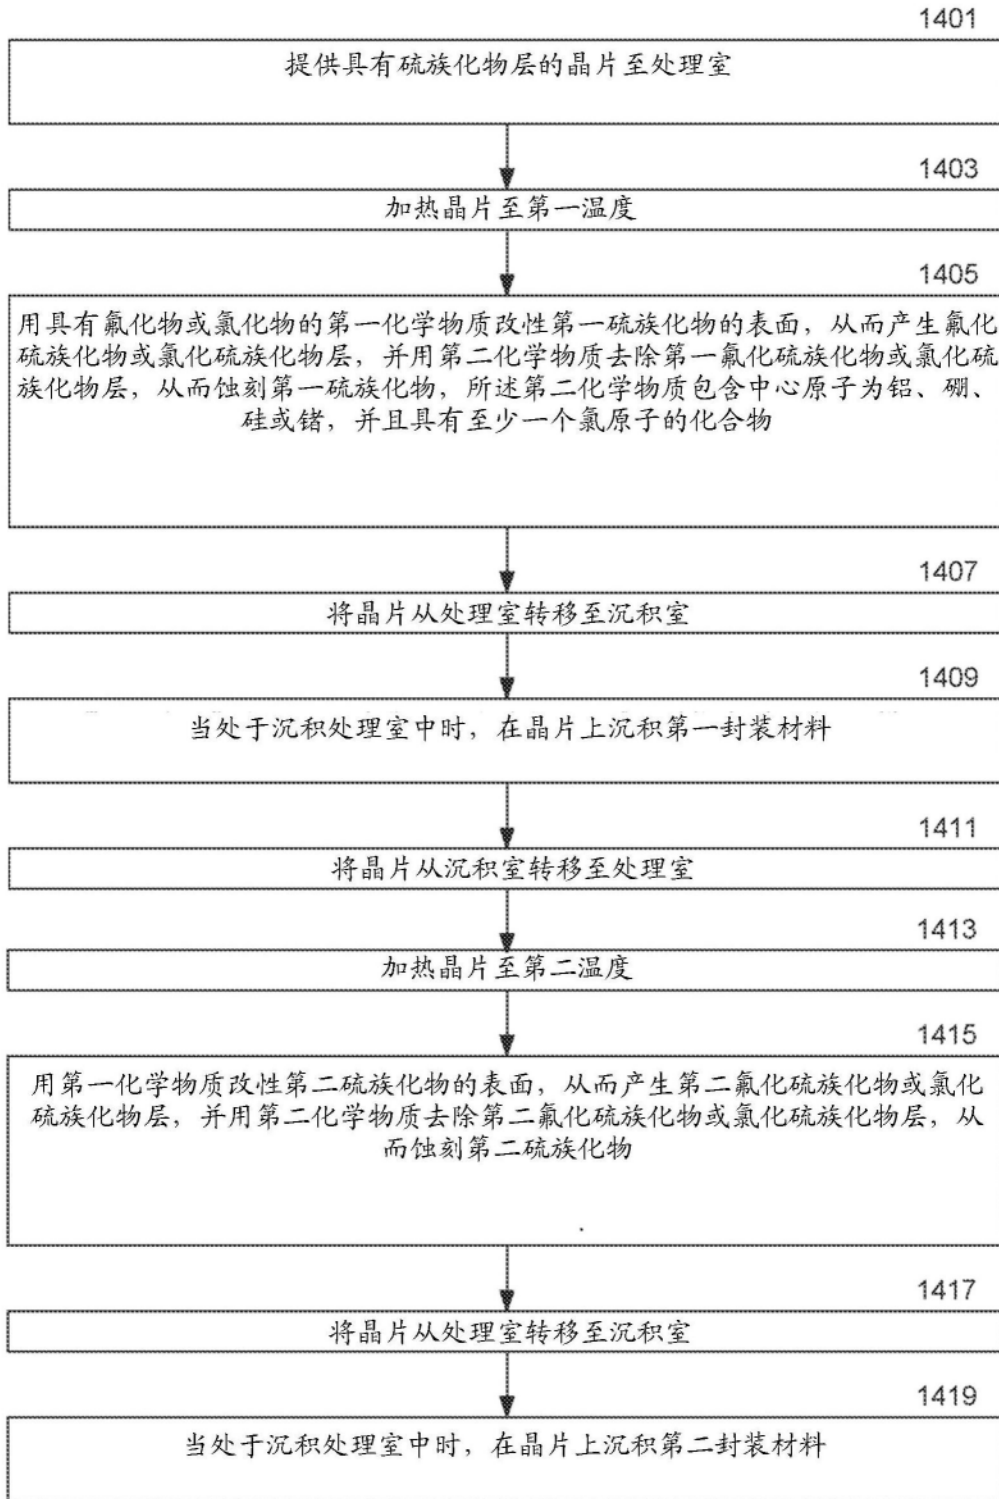 1401
提供具有硫族化物层的晶片至处理室
1403
加热晶片至第一温度
1405
用具有氟化物或氯化物的第一化学物质改性第一硫族化物的表面，从而产生氟化
硫族化物或氯化硫族化物层，并用第二化学物质去除第一氟化硫族化物或氯化硫
族化物层，从而蚀刻第一硫族化物，所述第二化学物质包含中心原子为铝、硼、
硅或锗，并且具有至少一个氯原子的化合物
1407
将晶片从处理室转移至沉积室
1409
当处于沉积处理室中时，在晶片上沉积第一封装材料
1411
将晶片从沉积室转移至处理室
1413
加热晶片至第二温度
1415
用第一化学物质改性第二硫族化物的表面，从而产生第二氟化硫族化物或氯化
硫族化物层，并用第二化学物质去除第二氟化硫族化物或氯化硫族化物层，从
而蚀刻第二硫族化物
1417
将晶片从处理室转移至沉积室
1419
当处于沉积处理室中时，在晶片上沉积第二封装材料